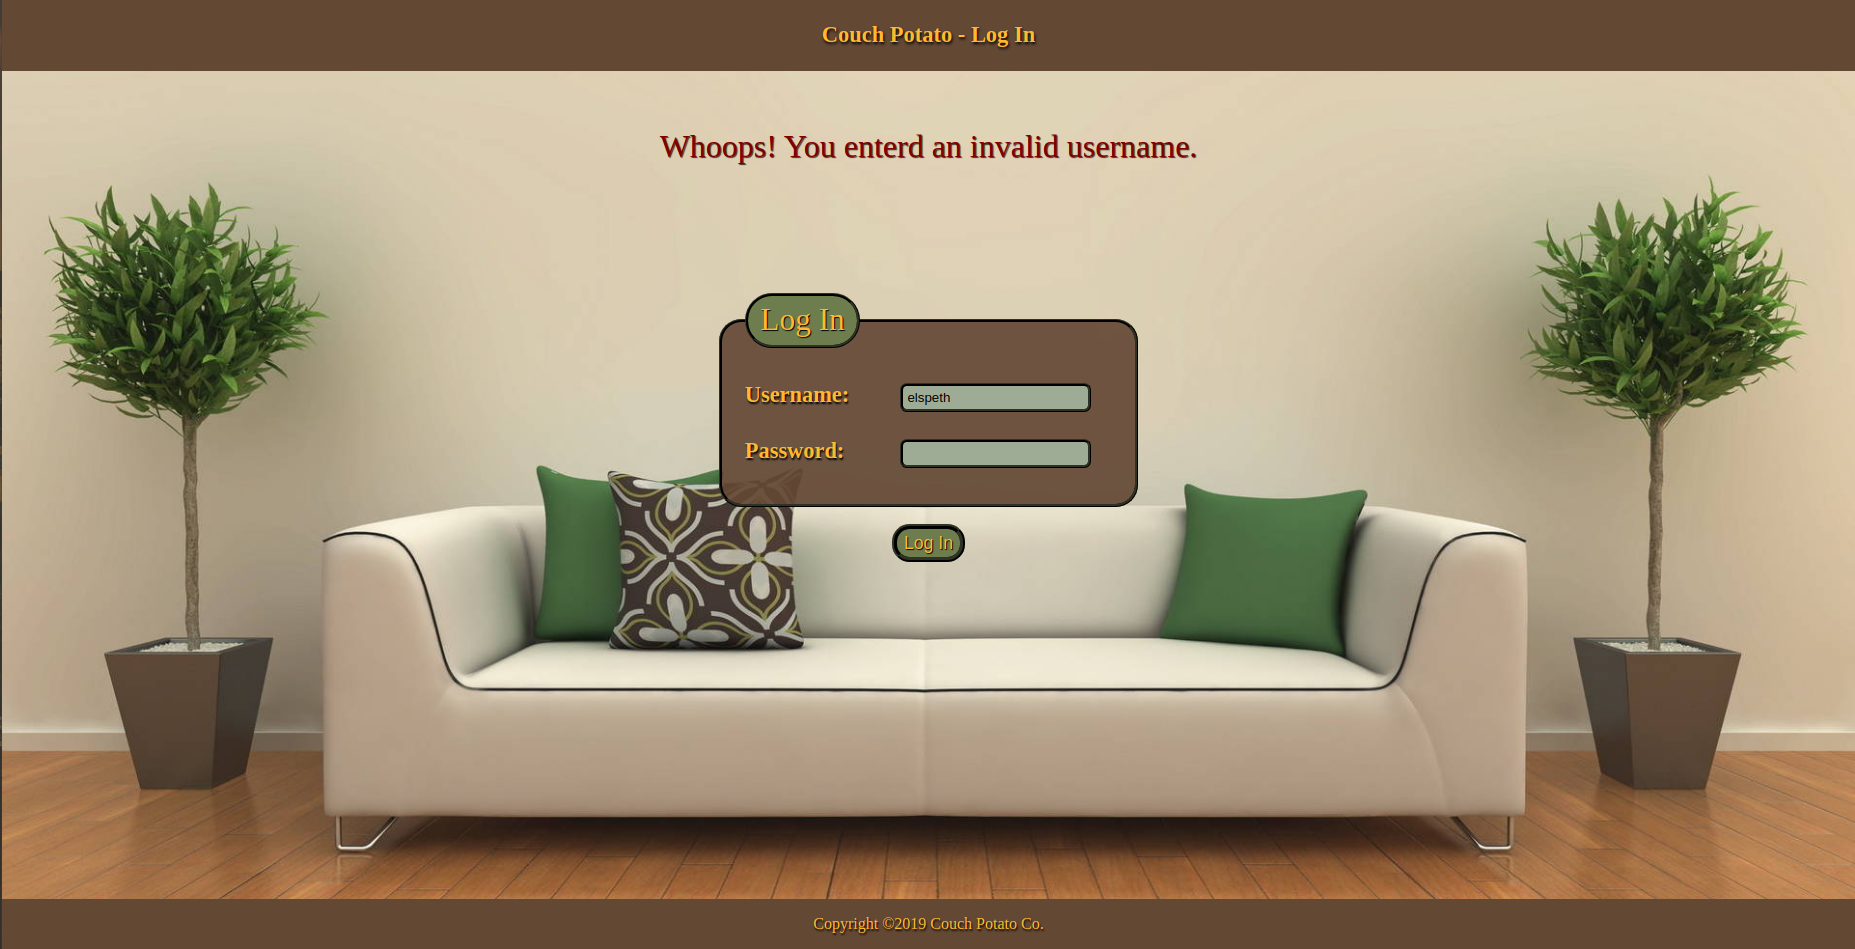 Couch Potato - Log In
Whoops! You enterd an invalid username.
Log In
Username:
elspeth
Password:
Log In
Copyright ©2019 Couch Potato Co.